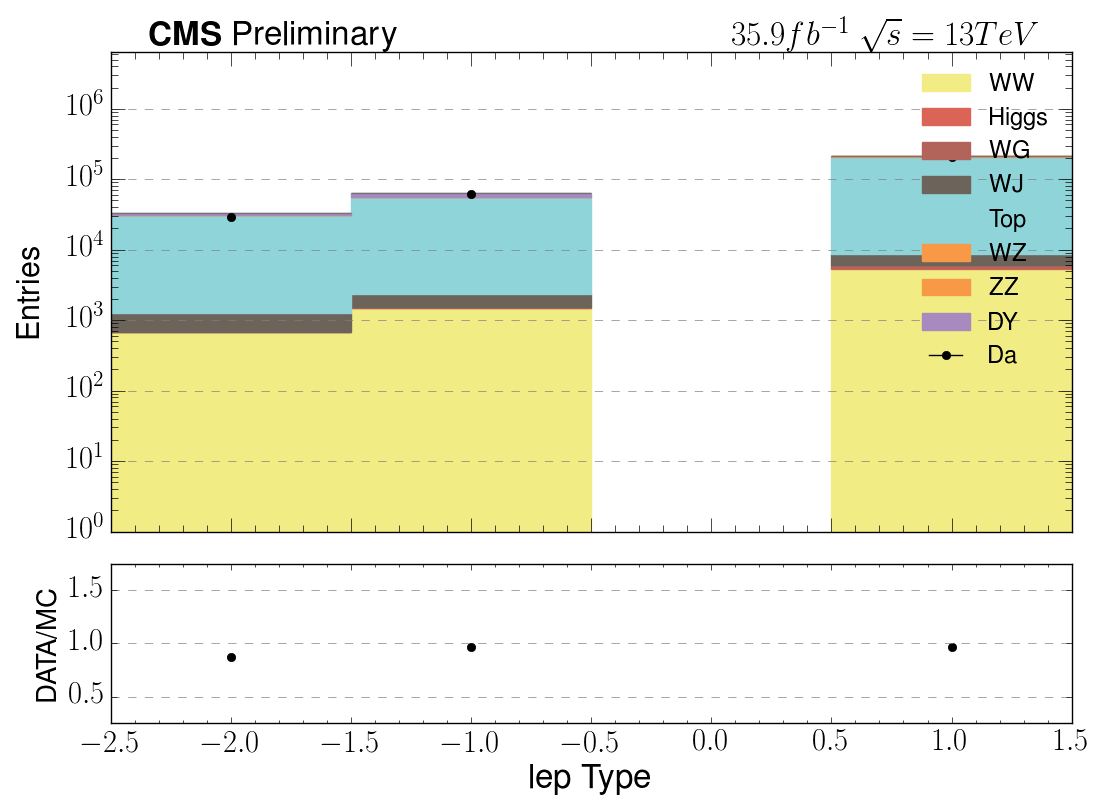 CMS Preliminary
35.9fb⁻¹ √s = 13TeV
WW
Higgs
WG
WJ
Top
WZ
ZZ
DY
Da
Entries
10⁶
10⁵
10⁴
10³
10²
10¹
10⁰
DATA/MC
1.5
1.0
0.5
−2.5 −2.0 −1.5 −1.0 −0.5 0.0 0.5 1.0 1.5
lep Type